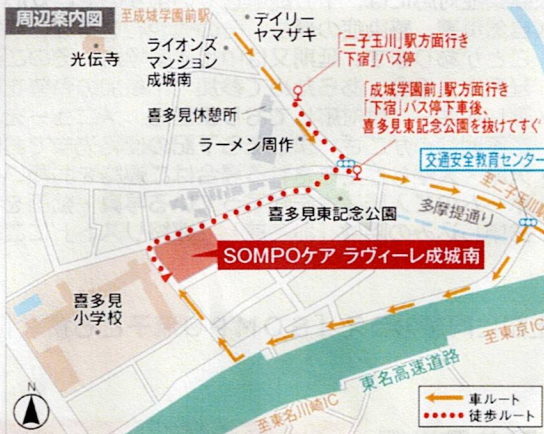 周辺案内図
至成城学園前駅
デイリー
ヤマザキ
光伝寺
ライオンズ
マンション
成城南
「二子玉川」駅方面行き
「下宿」バス停
「成城学園前」駅方面行き
「下宿」バス停下車後、
喜多見東記念公園を抜けてすぐ
喜多見休憩所
ラーメン周作
交通安全教育センター
至二子玉川
喜多見東記念公園
多摩提通り
SOMPOケア ラヴィーレ成城南
喜多見
小学校
至東京IC
東名高速道路
至東名川崎IC
N
車ルート
徒歩ルート